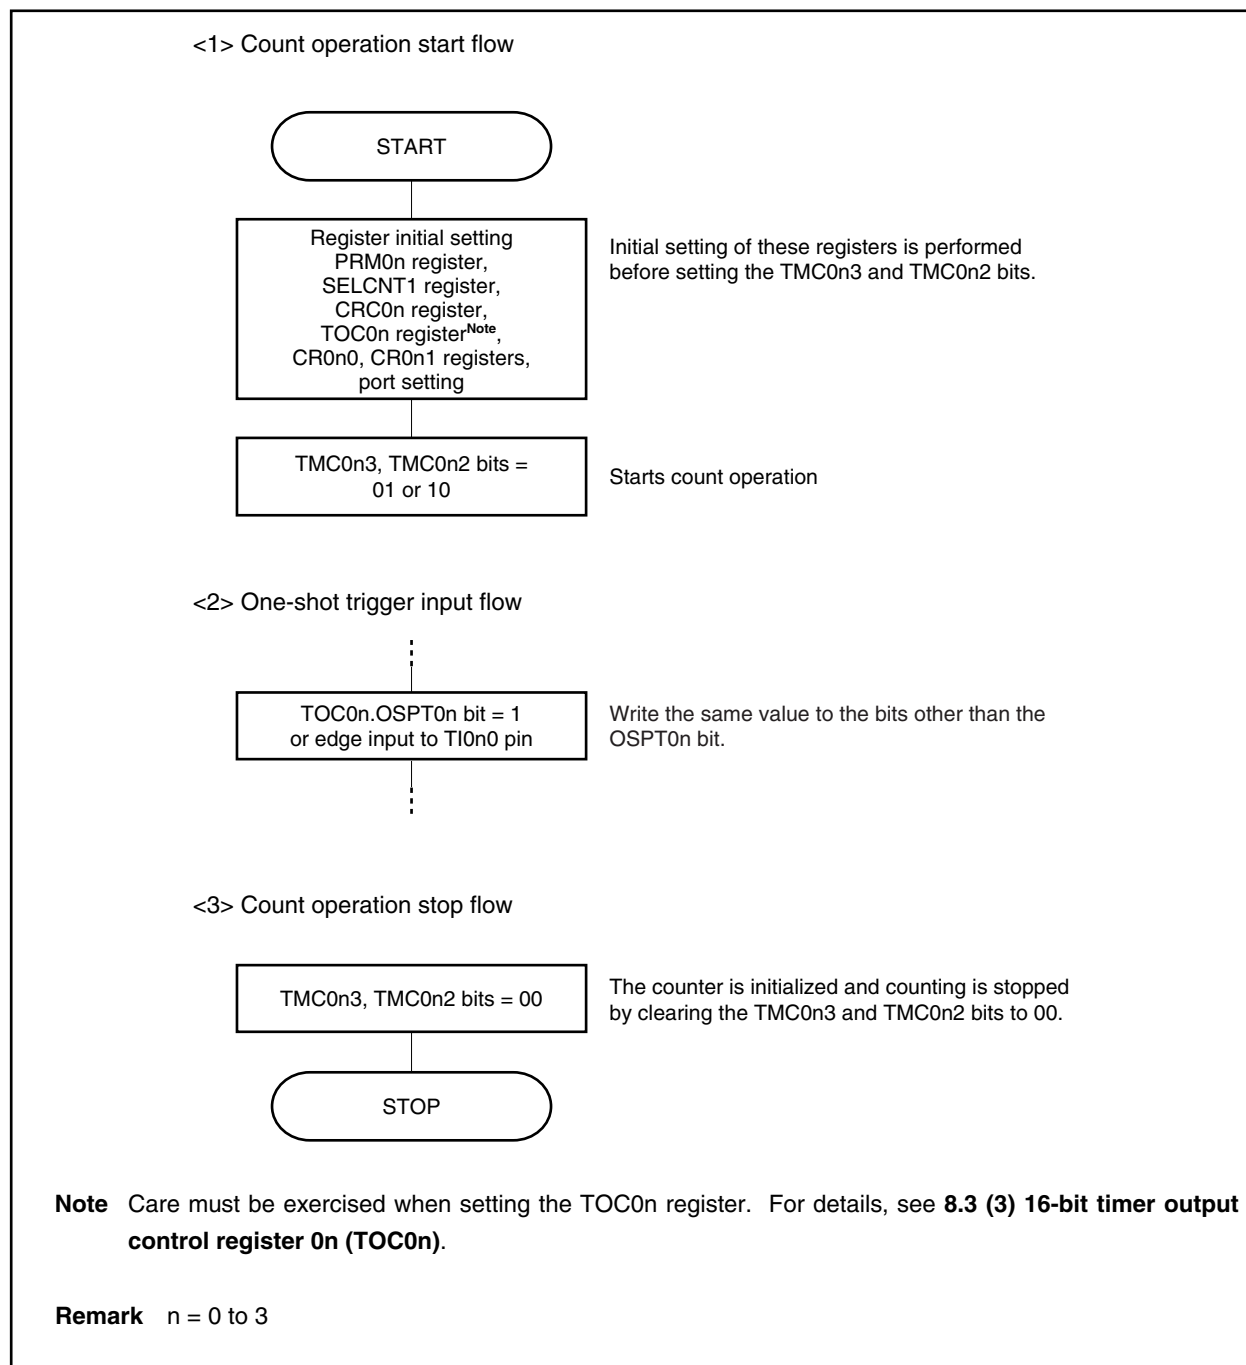 <1> Count operation start flow
START
Register initial setting
PRM0n register,
SELCNT1 register,
CRC0n register,
TOC0n registerNote,
CR0n0, CR0n1 registers,
port setting
Initial setting of these registers is performed
before setting the TMC0n3 and TMC0n2 bits.
TMC0n3, TMC0n2 bits =
01 or 10
Starts count operation
<2> One-shot trigger input flow
TOC0n.OSPT0n bit = 1
or edge input to TI0n0 pin
Write the same value to the bits other than the
OSPT0n bit.
<3> Count operation stop flow
TMC0n3, TMC0n2 bits = 00
The counter is initialized and counting is stopped
by clearing the TMC0n3 and TMC0n2 bits to 00.
STOP
Note Care must be exercised when setting the TOC0n register. For details, see 8.3 (3) 16-bit timer output
control register 0n (TOC0n).
Remark n = 0 to 3